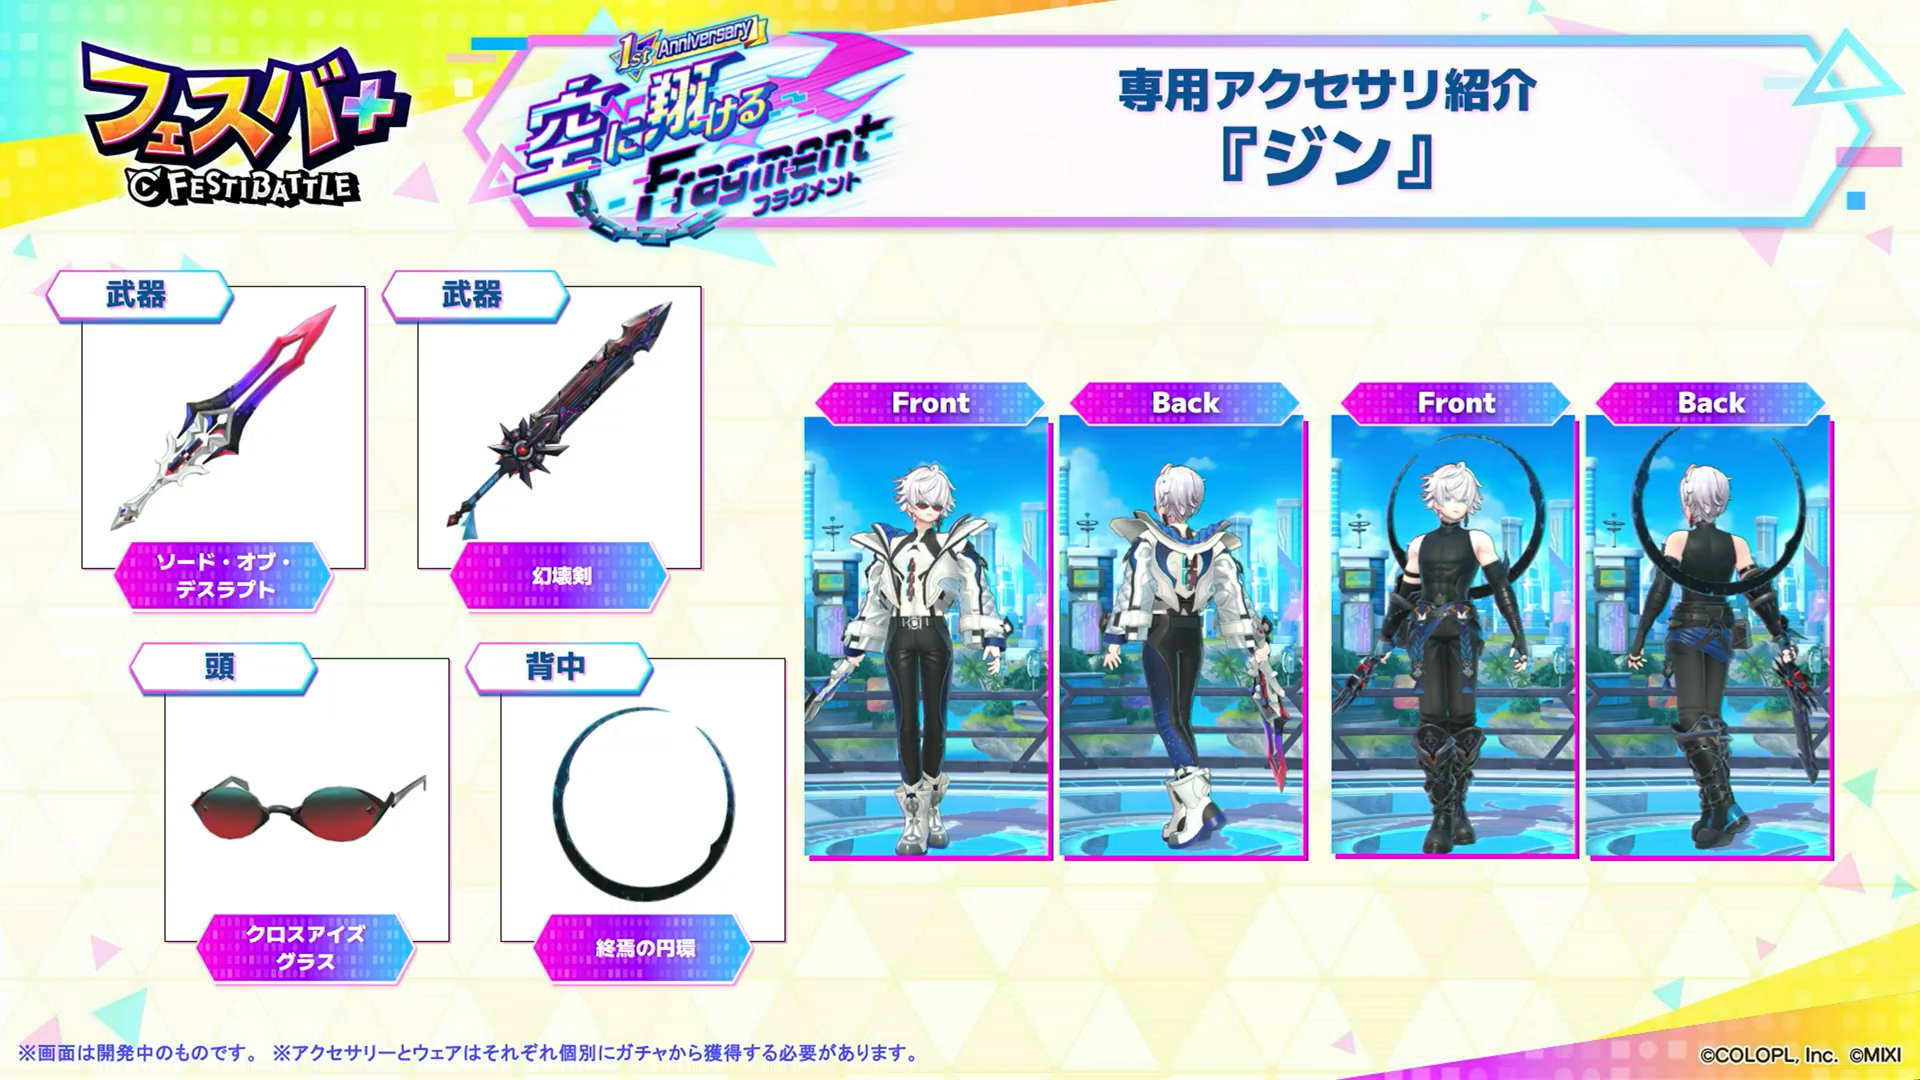 フェスバ+
FESTIBATTLE
1st Anniversary
空に翔ける
Fragment
フラグメント
専用アクセサリ紹介
『ジン』
武器
武器
ソード・オブ・
デスラプト
幻壊剣
頭
背中
クロスアイズ
グラス
終焉の円環
Front
Back
Front
Back
※画面は開発中のものです。 ※アクセサリーとウェアはそれぞれ個別にガチャから獲得する必要があります。
©COLOPL, Inc. ©MIXI